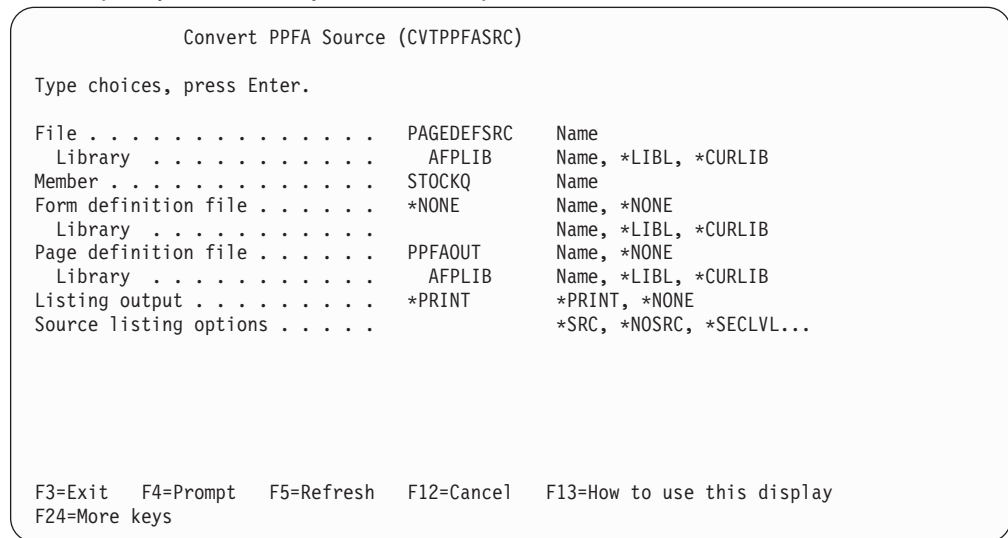 Convert PPFA Source (CVTPPFASRC)
Type choices, press Enter.
File . . . . . . . . . . . . . . PAGEDEFSRC Name
Library . . . . . . . . . . . AFPLIB Name, *LIBL, *CURLIB
Member . . . . . . . . . . . . . STOCKQ Name
Form definition file . . . . . . *NONE Name, *NONE
Library . . . . . . . . . . . Name, *LIBL, *CURLIB
Page definition file . . . . . . PPFAOUT Name, *NONE
Library . . . . . . . . . . . AFPLIB Name, *LIBL, *CURLIB
Listing output . . . . . . . . . *PRINT *PRINT, *NONE
Source listing options . . . . . *SRC, *NOSRC, *SECLVL...
F3=Exit F4=Prompt F5=Refresh F12=Cancel F13=How to use this display
F24=More keys